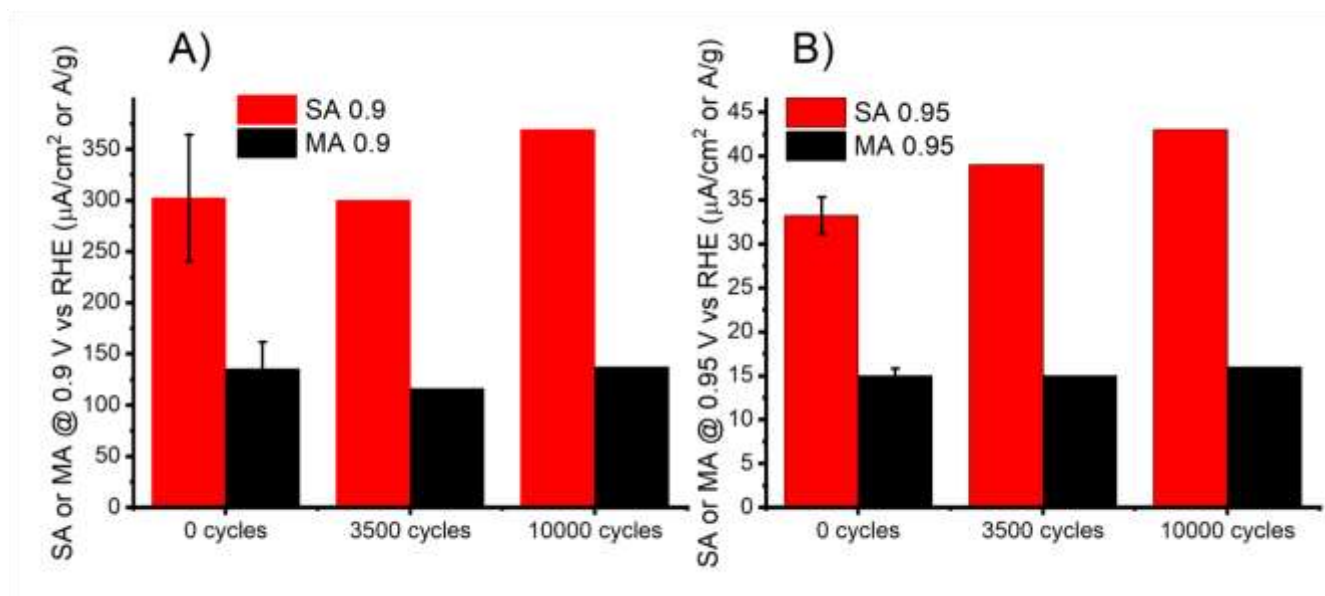 A)
SA 0.9
MA 0.9
SA or MA @ 0.9 V vs RHE (μA/cm² or A/g)
350
300
250
200
150
100
50
0
0 cycles 3500 cycles 10000 cycles
B)
SA 0.95
MA 0.95
SA or MA @ 0.95 V vs RHE (μA/cm² or A/g)
45
40
35
30
25
20
15
10
5
0
0 cycles 3500 cycles 10000 cycles